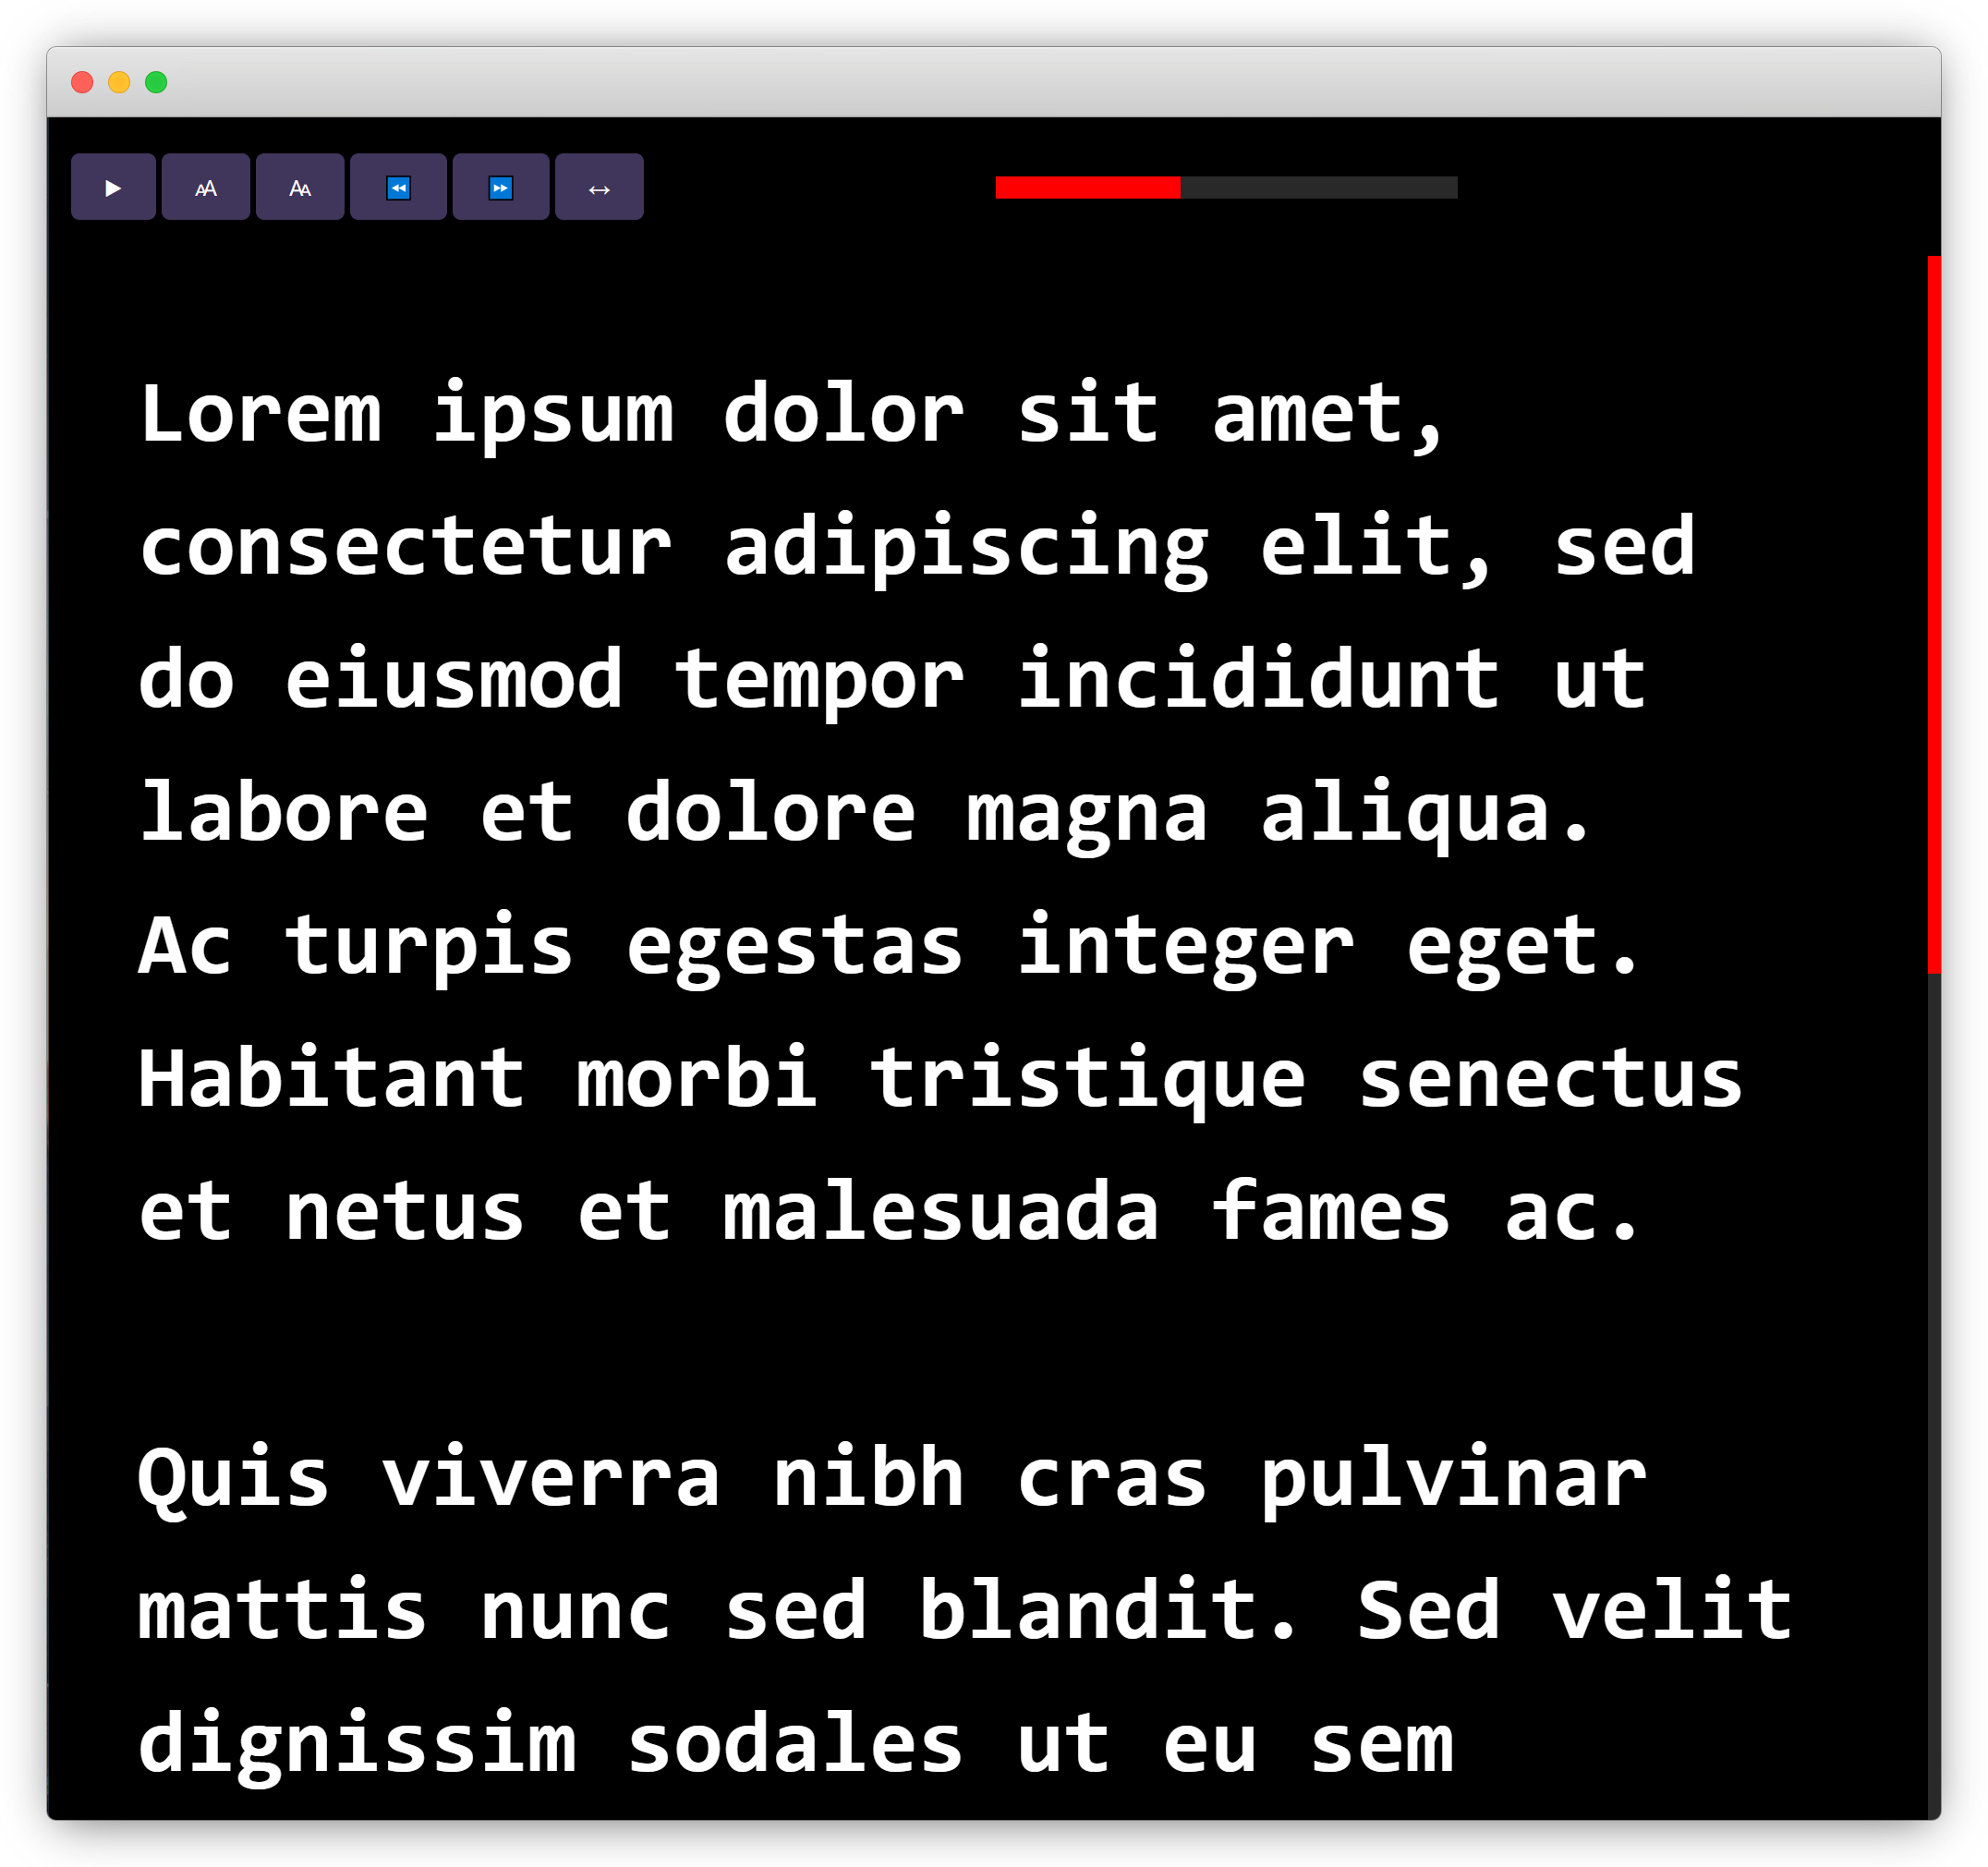 AA AA
Lorem ipsum dolor sit amet,
consectetur adipiscing elit, sed
do eiusmod tempor incididunt ut
labore et dolore magna aliqua.
Ac turpis egestas integer eget.
Habitant morbi tristique senectus
et netus et malesuada fames ac.
Quis viverra nibh cras pulvinar
mattis nunc sed blandit. Sed velit
dignissim sodales ut eu sem